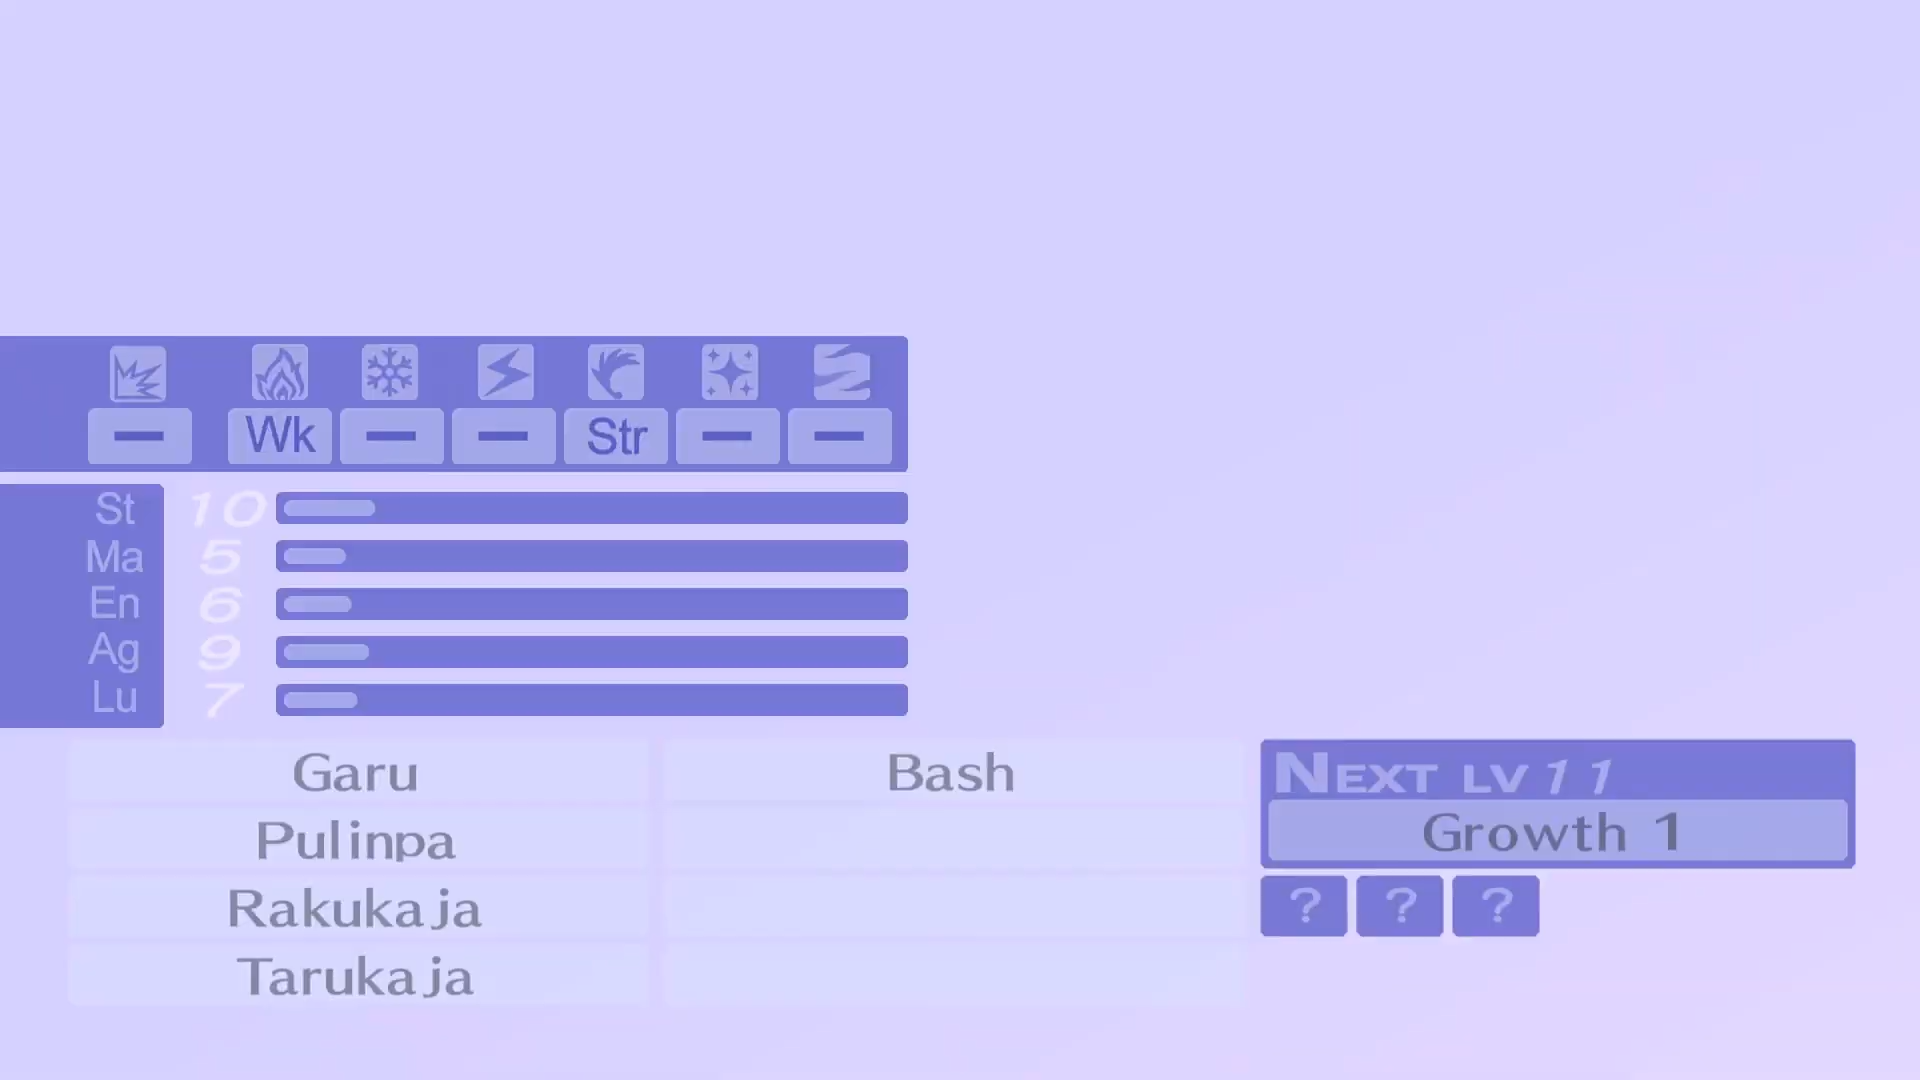 — Wk — — Str — —
St 10
Ma 5
En 6
Ag 9
Lu 7
Garu Bash
Pulinpa
Rakukaja
Tarukaja
NEXT LV 11
Growth 1
? ? ?